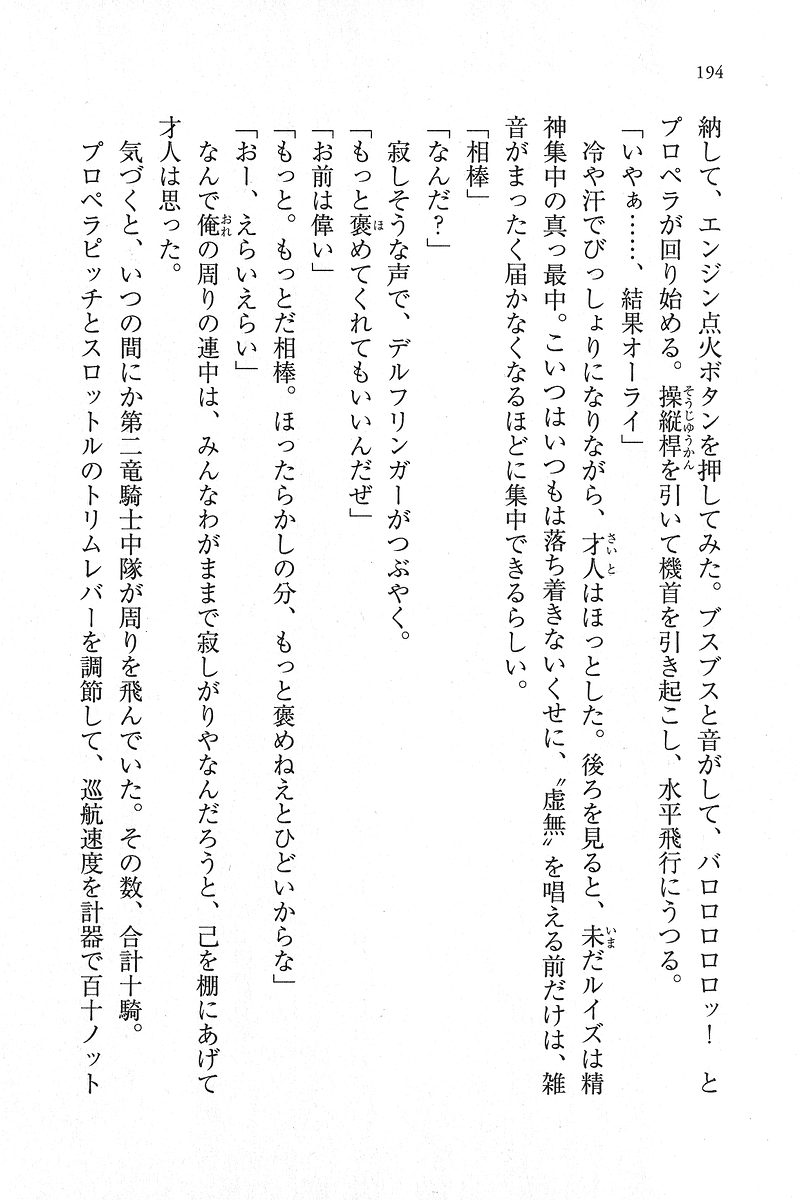 194
納して、エンジン点火ボタンを押してみた。ブスブスと音がして、バロロロロロッ！　と
プロペラが回り始める。操縦桿を引いて機首を引き起こし、水平飛行にうつる。
そうじゅうかん
「いやぁ……、結果オーライ」
　冷や汗でびっしょりになりながら、才人はほっとした。後ろを見ると、未だルイズは精
さいと
いま
神集中の真っ最中。こいつはいつもは落ち着きないくせに、〝虚無〟を唱える前だけは、雑
音がまったく届かなくなるほどに集中できるらしい。
「相棒」
「なんだ？」
　寂しそうな声で、デルフリンガーがつぶやく。
「もっと褒めてくれてもいいんだぜ」
ほ
「お前は偉い」
「もっと。もっとだ相棒。ほったらかしの分、もっと褒めねえとひどいからな」
「おー、えらいえらい」
　なんで俺の周りの連中は、みんなわがままで寂しがりやなんだろうと、己を棚にあげて
おれ
才人は思った。
　気づくと、いつの間にか第二竜騎士中隊が周りを飛んでいた。その数、合計十騎。
　プロペラピッチとスロットルのトリムレバーを調節して、巡航速度を計器で百十ノット